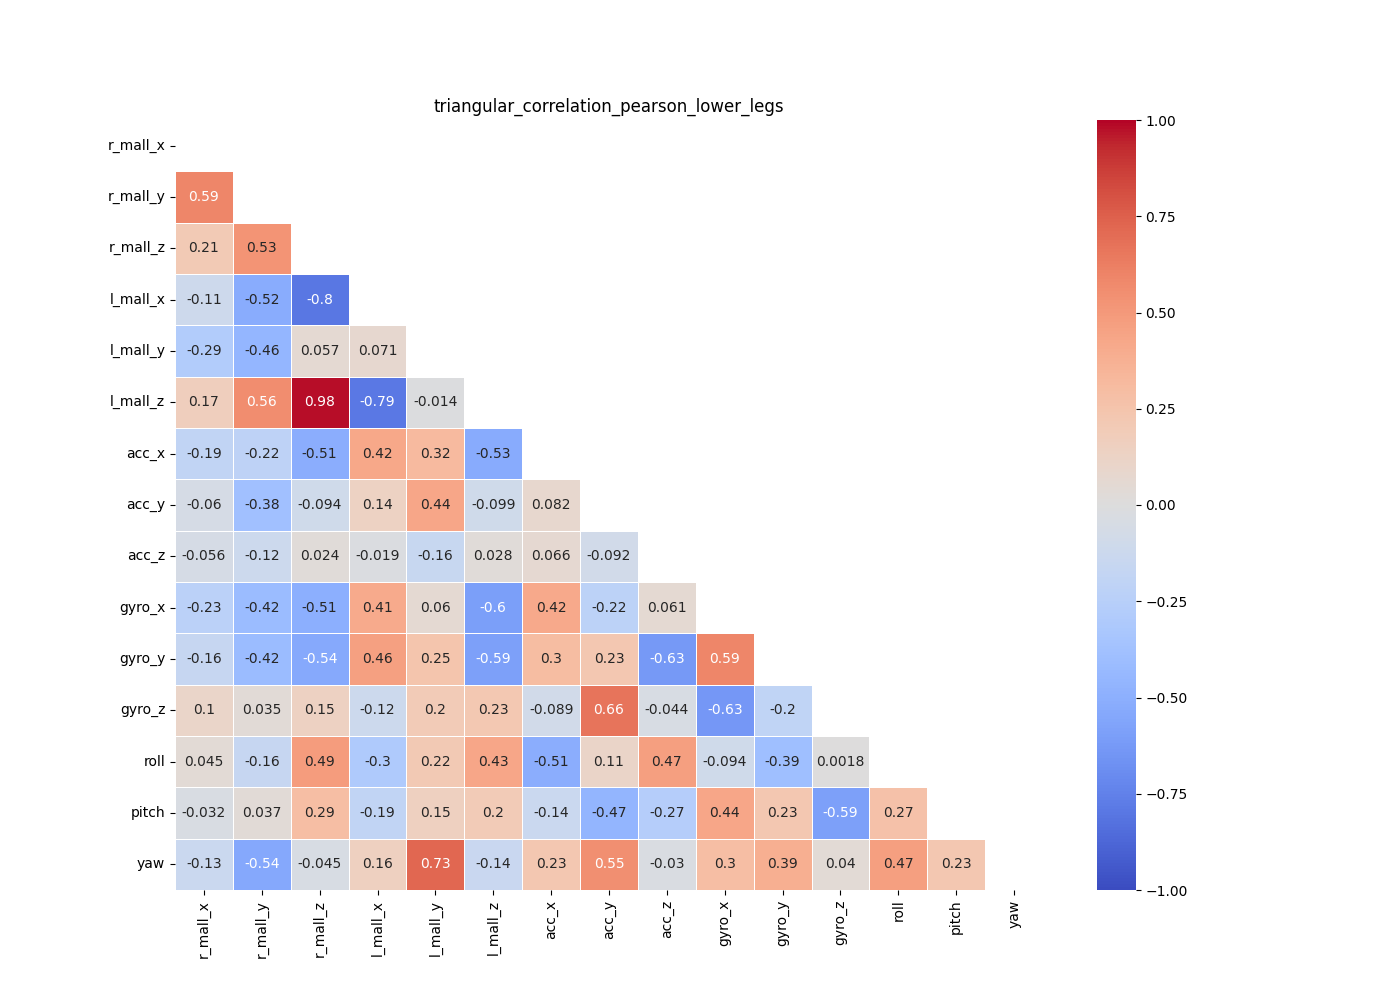 triangular_correlation_pearson_lower_legs
1.00
r_mall_x
r_mall_y 0.59
0.75
r_mall_z 0.21 0.53
l_mall_x -0.11 -0.52 -0.8
0.50
l_mall_y -0.29 -0.46 0.057 0.071
l_mall_z 0.17 0.56 0.98 -0.79 -0.014
0.25
acc_x -0.19 -0.22 -0.51 0.42 0.32 -0.53
acc_y -0.06 -0.38 -0.094 0.14 0.44 -0.099 0.082
0.00
acc_z -0.056 -0.12 0.024 -0.019 -0.16 0.028 0.066 -0.092
gyro_x -0.23 -0.42 -0.51 0.41 0.06 -0.6 0.42 -0.22 0.061
−0.25
gyro_y -0.16 -0.42 -0.54 0.46 0.25 -0.59 0.3 0.23 -0.63 0.59
gyro_z 0.1 0.035 0.15 -0.12 0.2 0.23 -0.089 0.66 -0.044 -0.63 -0.2
−0.50
roll 0.045 -0.16 0.49 -0.3 0.22 0.43 -0.51 0.11 0.47 -0.094 -0.39 0.0018
−0.75
pitch -0.032 0.037 0.29 -0.19 0.15 0.2 -0.14 -0.47 -0.27 0.44 0.23 -0.59 0.27
yaw -0.13 -0.54 -0.045 0.16 0.73 -0.14 0.23 0.55 -0.03 0.3 0.39 0.04 0.47 0.23
−1.00
r_mall_x r_mall_y r_mall_z l_mall_x l_mall_y l_mall_z acc_x acc_y acc_z gyro_x gyro_y gyro_z roll pitch yaw